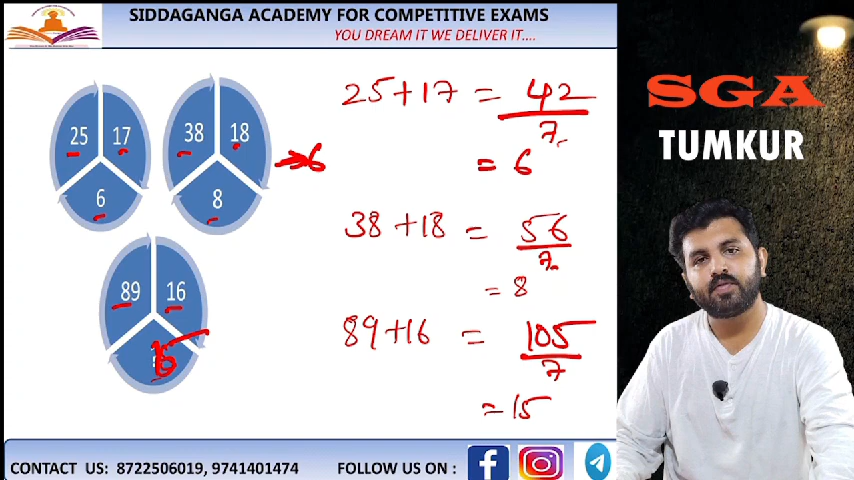 SIDDAGANGA ACADEMY FOR COMPETITIVE EXAMS
YOU DREAM IT WE DELIVER IT....
SGA
TUMKUR
25 17
6
38 18
8
→6
89 16
25+17 = 42
7
= 6
38+18 = 56
7
= 8
89+16 = 105
7
= 15
CONTACT US: 8722506019, 9741401474 FOLLOW US ON :